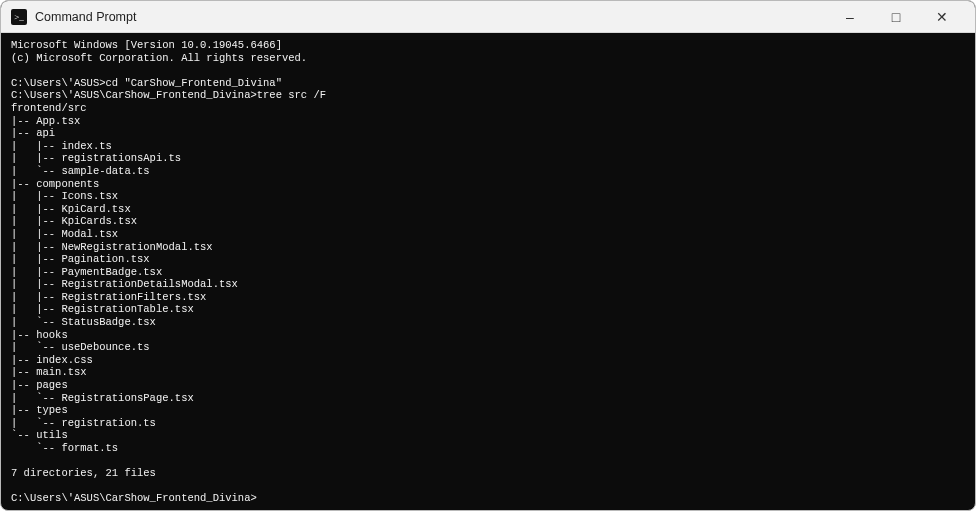 >_ Command Prompt
Microsoft Windows [Version 10.0.19045.6466]
(c) Microsoft Corporation. All rights reserved.
C:\Users\'ASUS>cd "CarShow_Frontend_Divina"
C:\Users\'ASUS\CarShow_Frontend_Divina>tree src /F
frontend/src
|-- App.tsx
|-- api
|   |-- index.ts
|   |-- registrationsApi.ts
|   `-- sample-data.ts
|-- components
|   |-- Icons.tsx
|   |-- KpiCard.tsx
|   |-- KpiCards.tsx
|   |-- Modal.tsx
|   |-- NewRegistrationModal.tsx
|   |-- Pagination.tsx
|   |-- PaymentBadge.tsx
|   |-- RegistrationDetailsModal.tsx
|   |-- RegistrationFilters.tsx
|   |-- RegistrationTable.tsx
|   `-- StatusBadge.tsx
|-- hooks
|   `-- useDebounce.ts
|-- index.css
|-- main.tsx
|-- pages
|   `-- RegistrationsPage.tsx
|-- types
|   `-- registration.ts
`-- utils
    `-- format.ts
7 directories, 21 files
C:\Users\'ASUS\CarShow_Frontend_Divina>